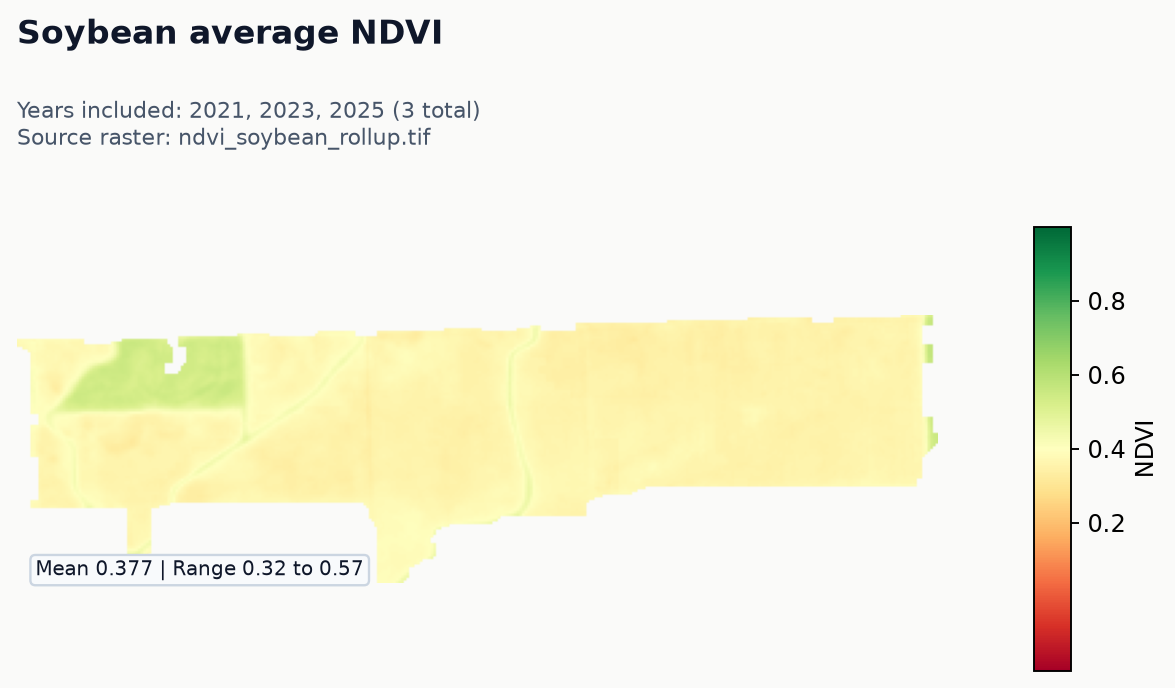 Soybean average NDVI
Years included: 2021, 2023, 2025 (3 total)
Source raster: ndvi_soybean_rollup.tif
0.8
0.6
0.4
0.2
NDVI
Mean 0.377 | Range 0.32 to 0.57